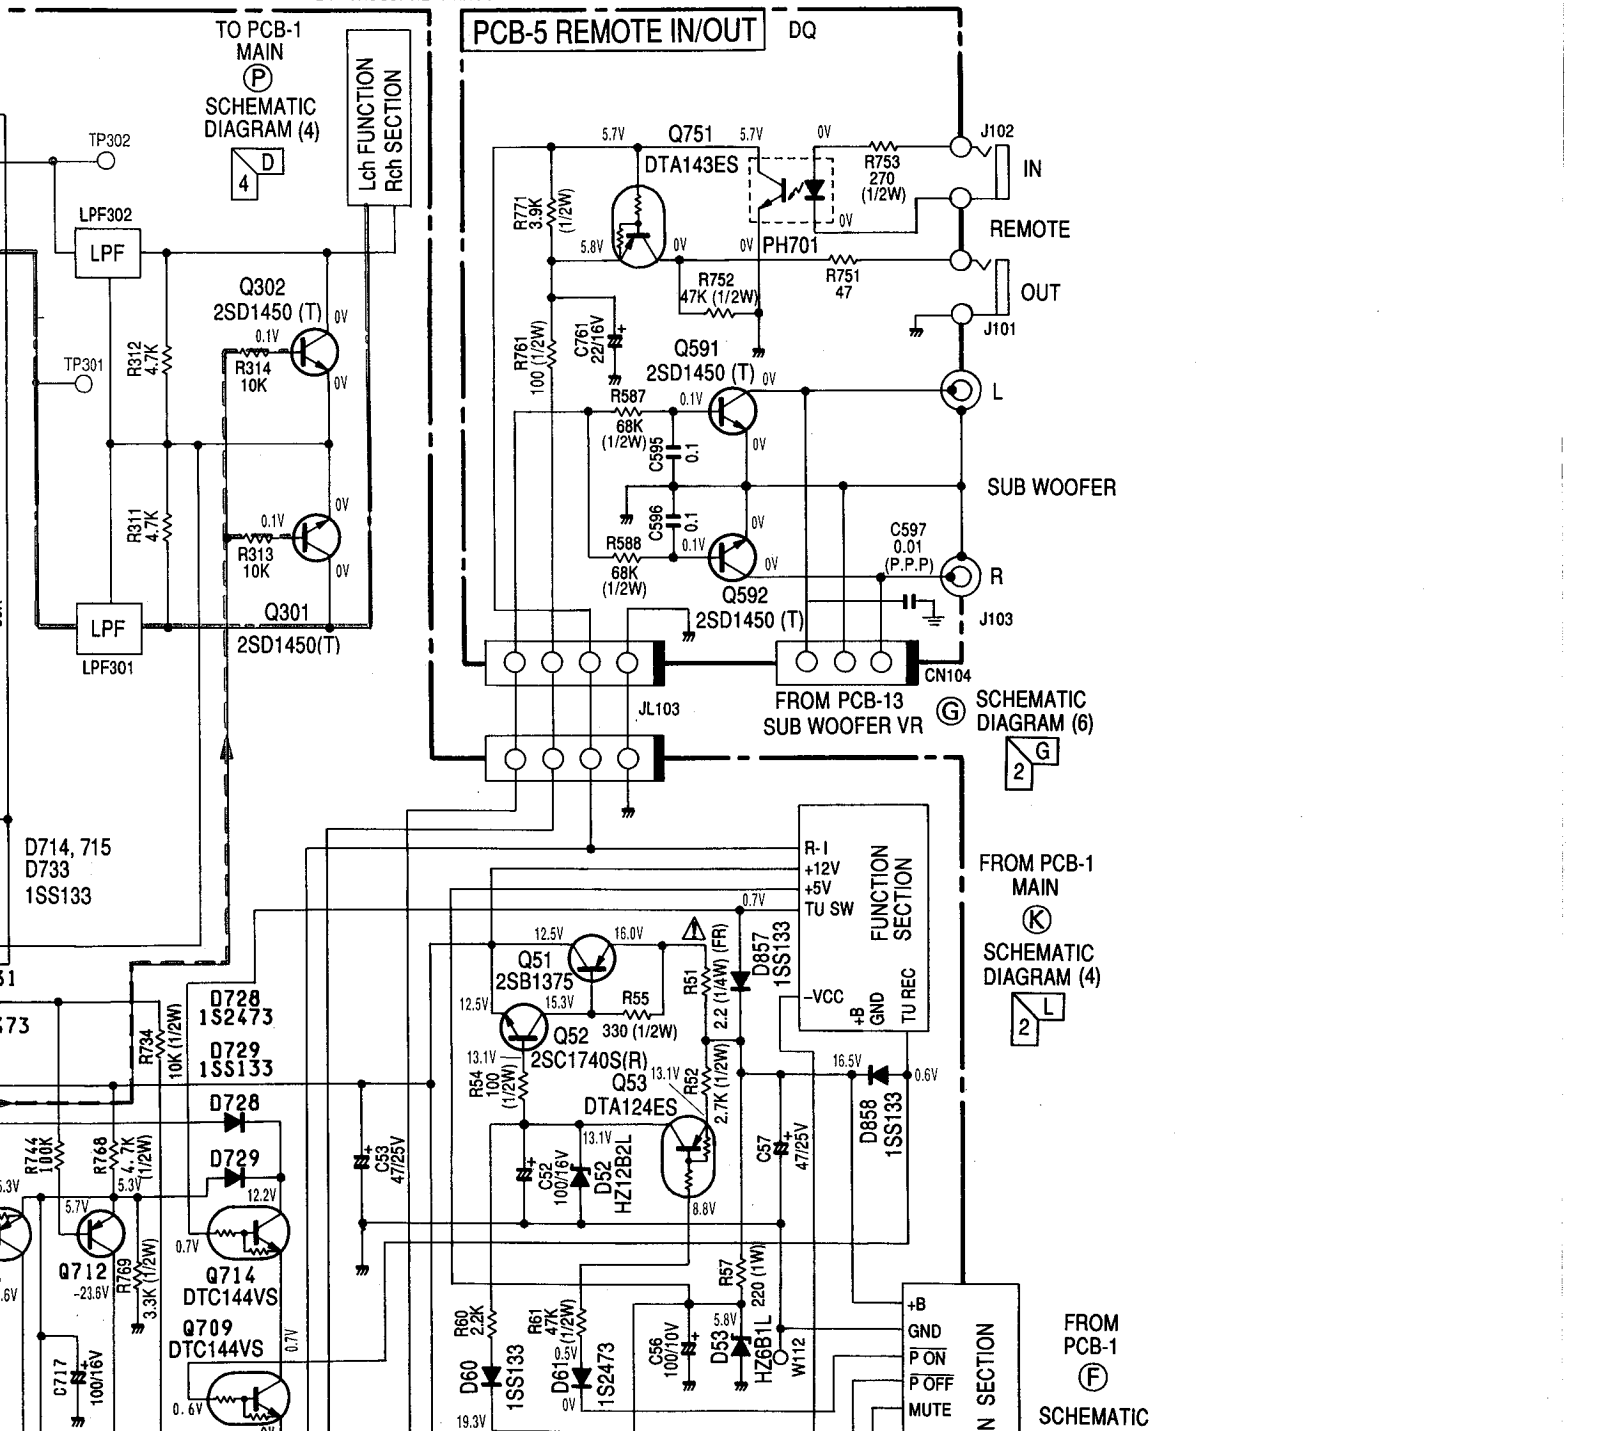 TO PCB-1
MAIN
P
SCHEMATIC
DIAGRAM (4)
D
4
Lch FUNCTION
Rch SECTION
TP302
LPF302
LPF
Q302
2SD1450 (T)
0V
0.1V
R314
10K
0V
R312
4.7K
TP301
R311
4.7K
0V
0.1V
R313
10K
0V
Q301
2SD1450(T)
LPF
LPF301
PCB-5 REMOTE IN/OUT
DQ
5.7V
Q751
5.7V
0V
DTA143ES
R753
270
(1/2W)
J102
IN
R771
3.9K
(1/2W)
5.8V
0V
0V
0V
PH701
REMOTE
R752
47K (1/2W)
R751
47
OUT
J101
C761
22/16V
R761
100 (1/2W)
Q591
2SD1450 (T)
0V
R587
68K
(1/2W)
0.1V
0V
L
C595
0.1
SUB WOOFER
C596
0.1
R588
68K
(1/2W)
0.1V
0V
0V
C597
0.01
(P.P.P)
R
Q592
2SD1450 (T)
J103
CN104
JL103
FROM PCB-13
SUB WOOFER VR
G
SCHEMATIC
DIAGRAM (6)
G
2
D714, 715
D733
1SS133
R-I
+12V
+5V
TU SW
FUNCTION
SECTION
-VCC
+B
GND
TU REC
FROM PCB-1
MAIN
K
SCHEMATIC
DIAGRAM (4)
L
2
0.7V
12.5V
16.0V
Q51
2SB1375
R51
2.2 (1/4W) (FR)
D857
1SS133
12.5V
15.3V
R55
330 (1/2W)
Q52
2SC1740S(R)
13.1V
R54
100
(1/2W)
Q53
DTA124ES
13.1V
R52
2.7K (1/2W)
16.5V
0.6V
D858
1SS133
473
R734
10K (1/2W)
D728
1S2473
D729
1SS133
D728
D729
12.2V
R744
100K
R768
4.7K
(1/2W)
5.3V
5.3V
5.7V
0.7V
C53
47/25V
C52
100/16V
13.1V
D52
HZ12B2L
8.8V
C57
47/25V
Q712
-23.6V
R769
3.3K (1/2W)
Q714
DTC144VS
Q709
DTC144VS
0.7V
.6V
C717
100/16V
0.6V
0V
R60
2.2K
R61
47K
(1/2W)
0.5V
D60
1SS133
D61
1S2473
0V
19.3V
C56
100/10V
R57
220 (1W)
5.8V
D53
HZ6B1L
W112
+B
GND
P ON
P OFF
MUTE
N SECTION
FROM
PCB-1
F
SCHEMATIC